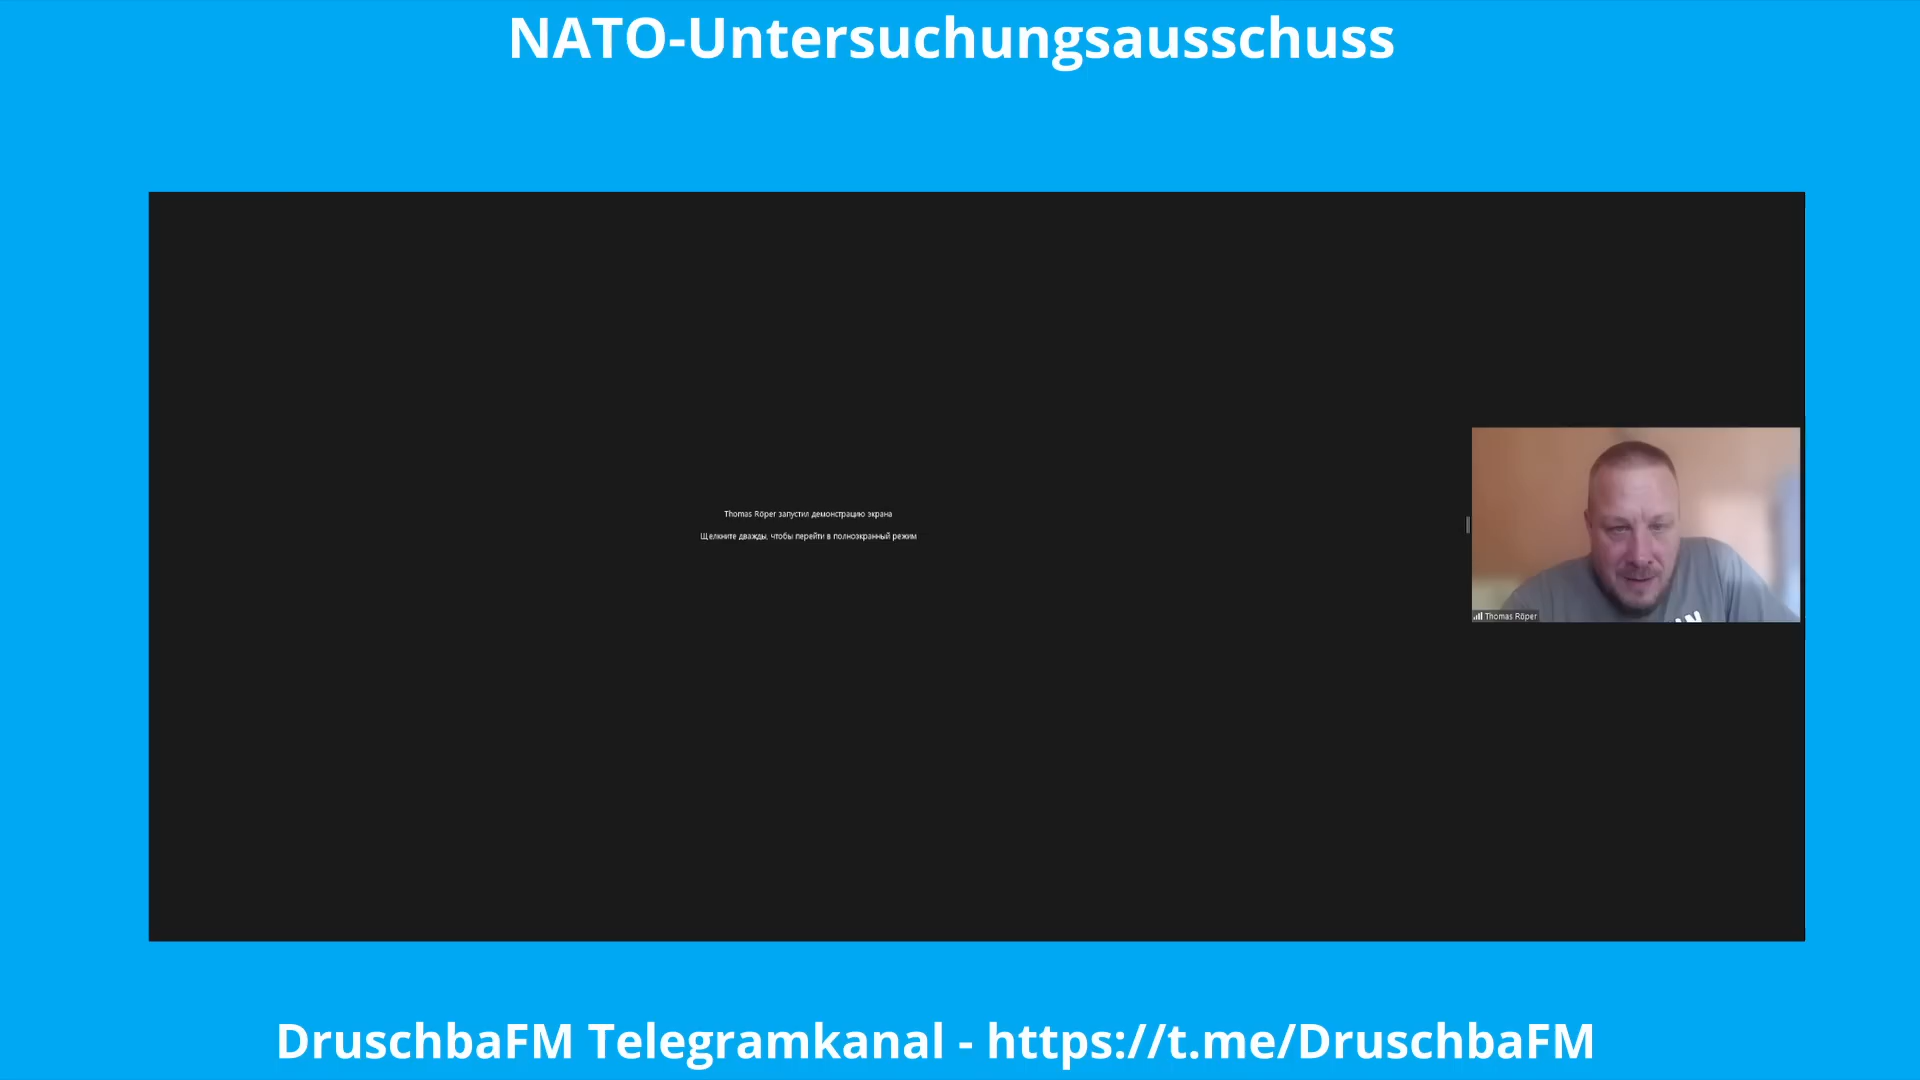 NATO-Untersuchungsausschuss
Thomas Röper запустил демонстрацию экрана
Щелкните дважды, чтобы перейти в полноэкранный режим
Thomas Röper
DruschbaFM Telegramkanal - https://t.me/DruschbaFM